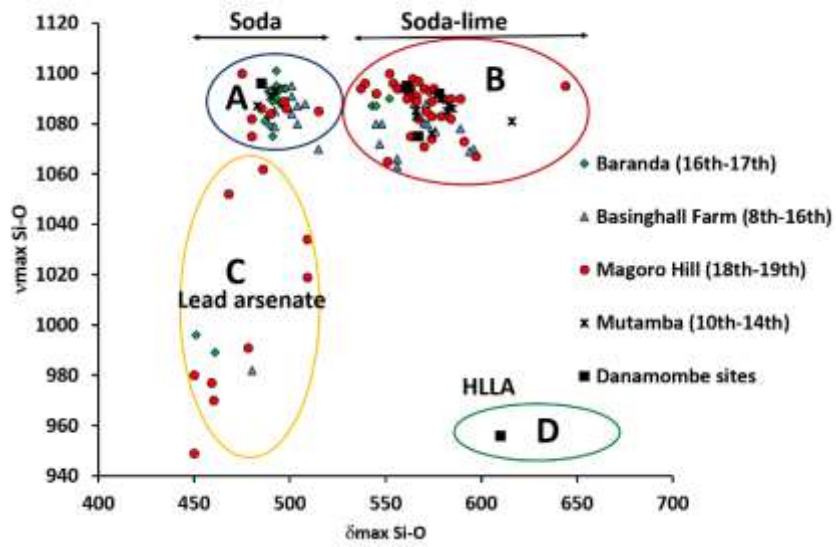 Soda Soda-lime
1120
1100
1080
1060
1040
1020
1000
980
960
940
νmax Si-O
A
B
C
Lead arsenate
HLLA
D
Baranda (16th-17th)
Basinghall Farm (8th-16th)
Magoro Hill (18th-19th)
Mutamba (10th-14th)
Danamombe sites
400 450 500 550 600 650 700
δmax Si-O